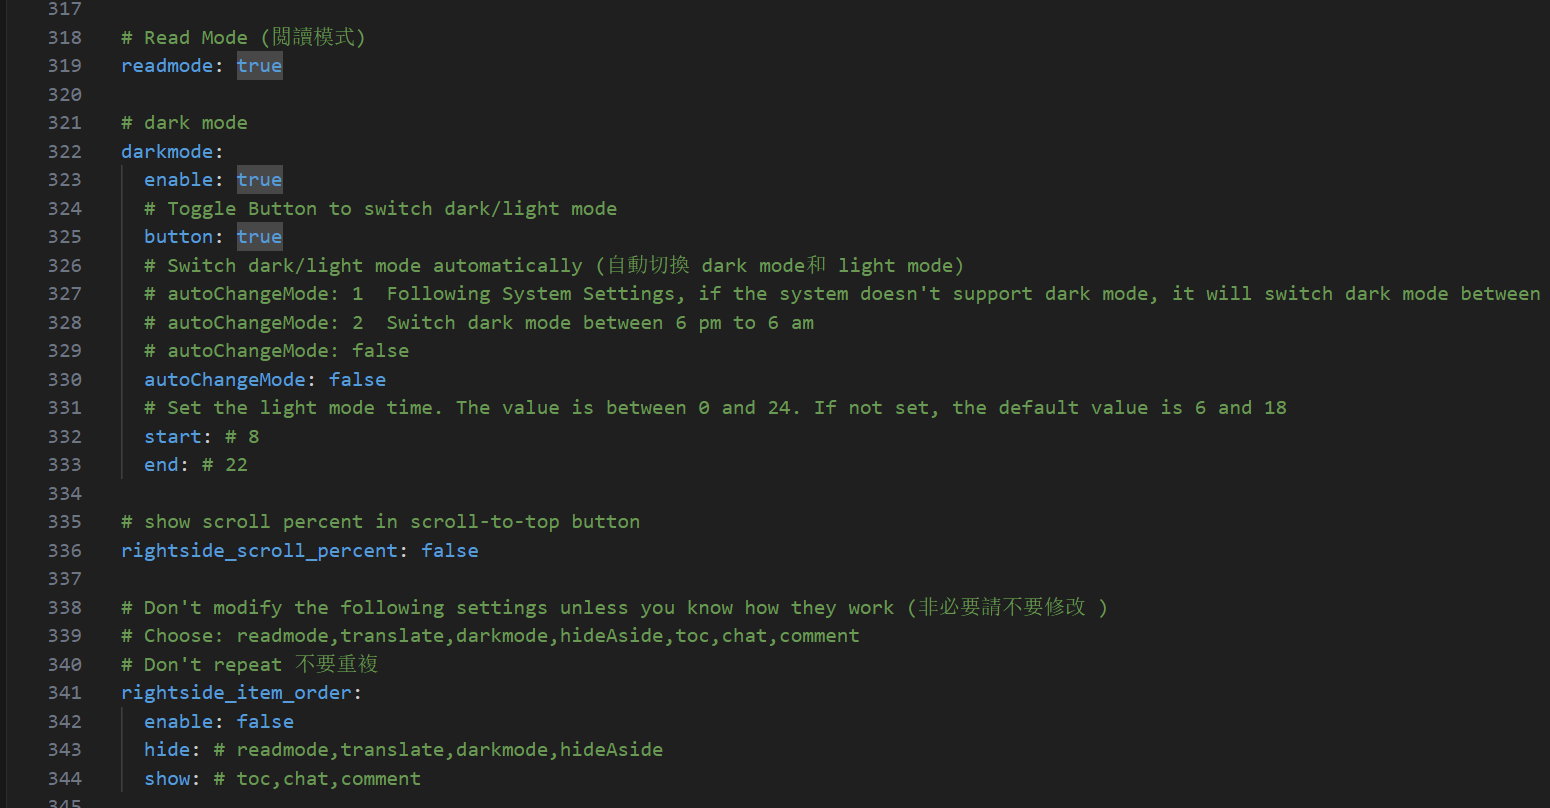 317
318 # Read Mode (閱讀模式)
319 readmode: true
320
321 # dark mode
322 darkmode:
323   enable: true
324   # Toggle Button to switch dark/light mode
325   button: true
326   # Switch dark/light mode automatically (自動切換 dark mode和 light mode)
327   # autoChangeMode: 1  Following System Settings, if the system doesn't support dark mode, it will switch dark mode between
328   # autoChangeMode: 2  Switch dark mode between 6 pm to 6 am
329   # autoChangeMode: false
330   autoChangeMode: false
331   # Set the light mode time. The value is between 0 and 24. If not set, the default value is 6 and 18
332   start: # 8
333   end: # 22
334
335 # show scroll percent in scroll-to-top button
336 rightside_scroll_percent: false
337
338 # Don't modify the following settings unless you know how they work (非必要請不要修改 )
339 # Choose: readmode,translate,darkmode,hideAside,toc,chat,comment
340 # Don't repeat 不要重複
341 rightside_item_order:
342   enable: false
343   hide: # readmode,translate,darkmode,hideAside
344   show: # toc,chat,comment
345